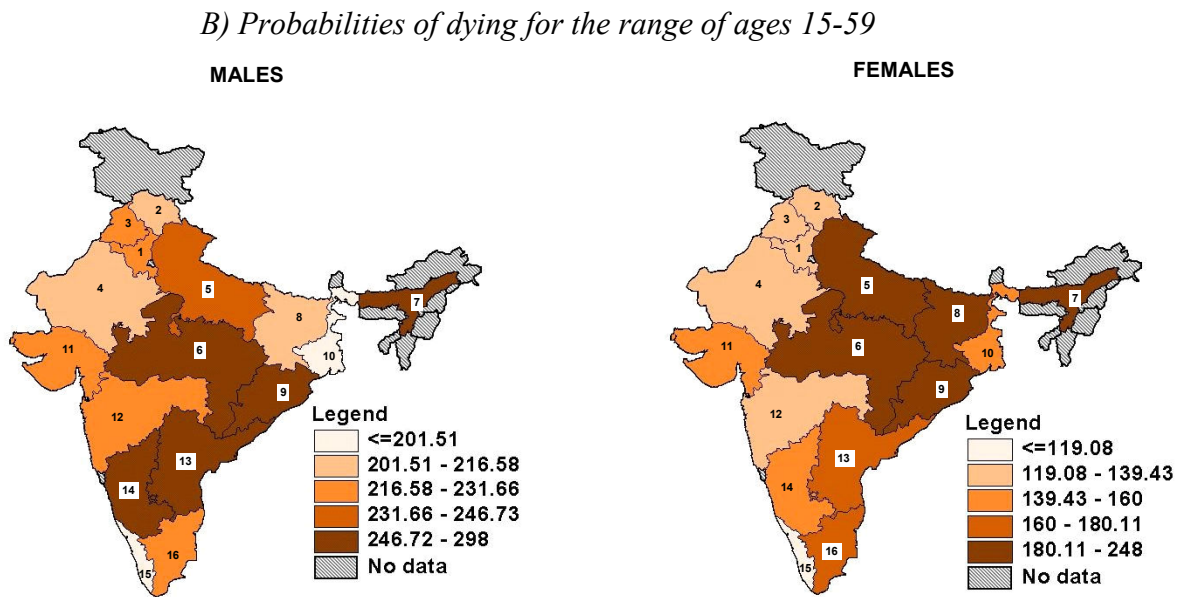 B) Probabilities of dying for the range of ages 15-59
MALES
FEMALES
2
3
1
4
5
8
7
6
10
11
9
12
13
14
16
15
Legend
<=201.51
201.51 - 216.58
216.58 - 231.66
231.66 - 246.73
246.72 - 298
No data
2
3
1
4
5
7
8
6
11
10
9
12
13
14
16
15
Legend
<=119.08
119.08 - 139.43
139.43 - 160
160 - 180.11
180.11 - 248
No data